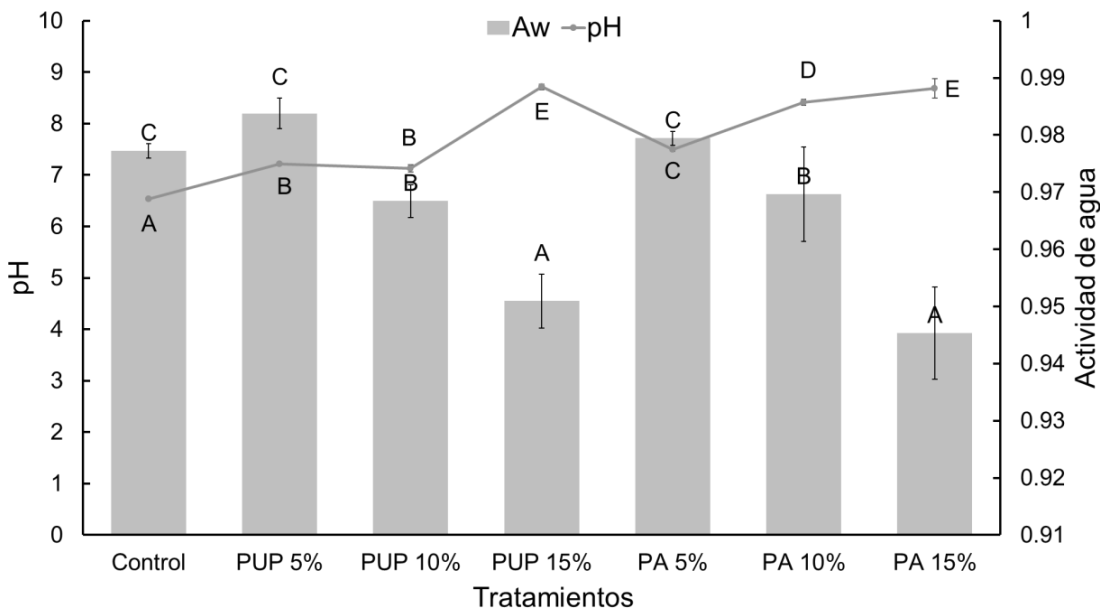 Aw pH
10
9
8
7
6
5
4
3
2
1
0
pH
1
0.99
0.98
0.97
0.96
0.95
0.94
0.93
0.92
0.91
Actividad de agua
C
C
B
A
C
B
A
A
B
B
E
C
D
E
Control PUP 5% PUP 10% PUP 15% PA 5% PA 10% PA 15%
Tratamientos